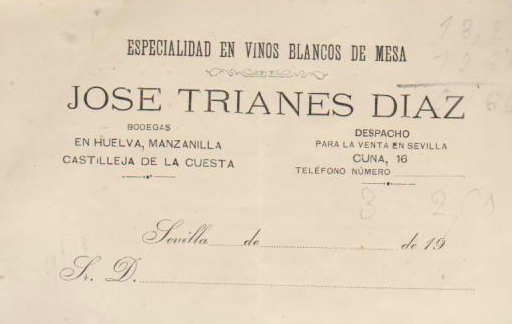 ESPECIALIDAD EN VINOS BLANCOS DE MESA
JOSE TRIANES DIAZ
BODEGAS
EN HUELVA, MANZANILLA
CASTILLEJA DE LA CUESTA
DESPACHO
PARA LA VENTA EN SEVILLA
CUNA, 16
TELÉFONO NÚMERO
Sevilla de de 19
Sr. D.